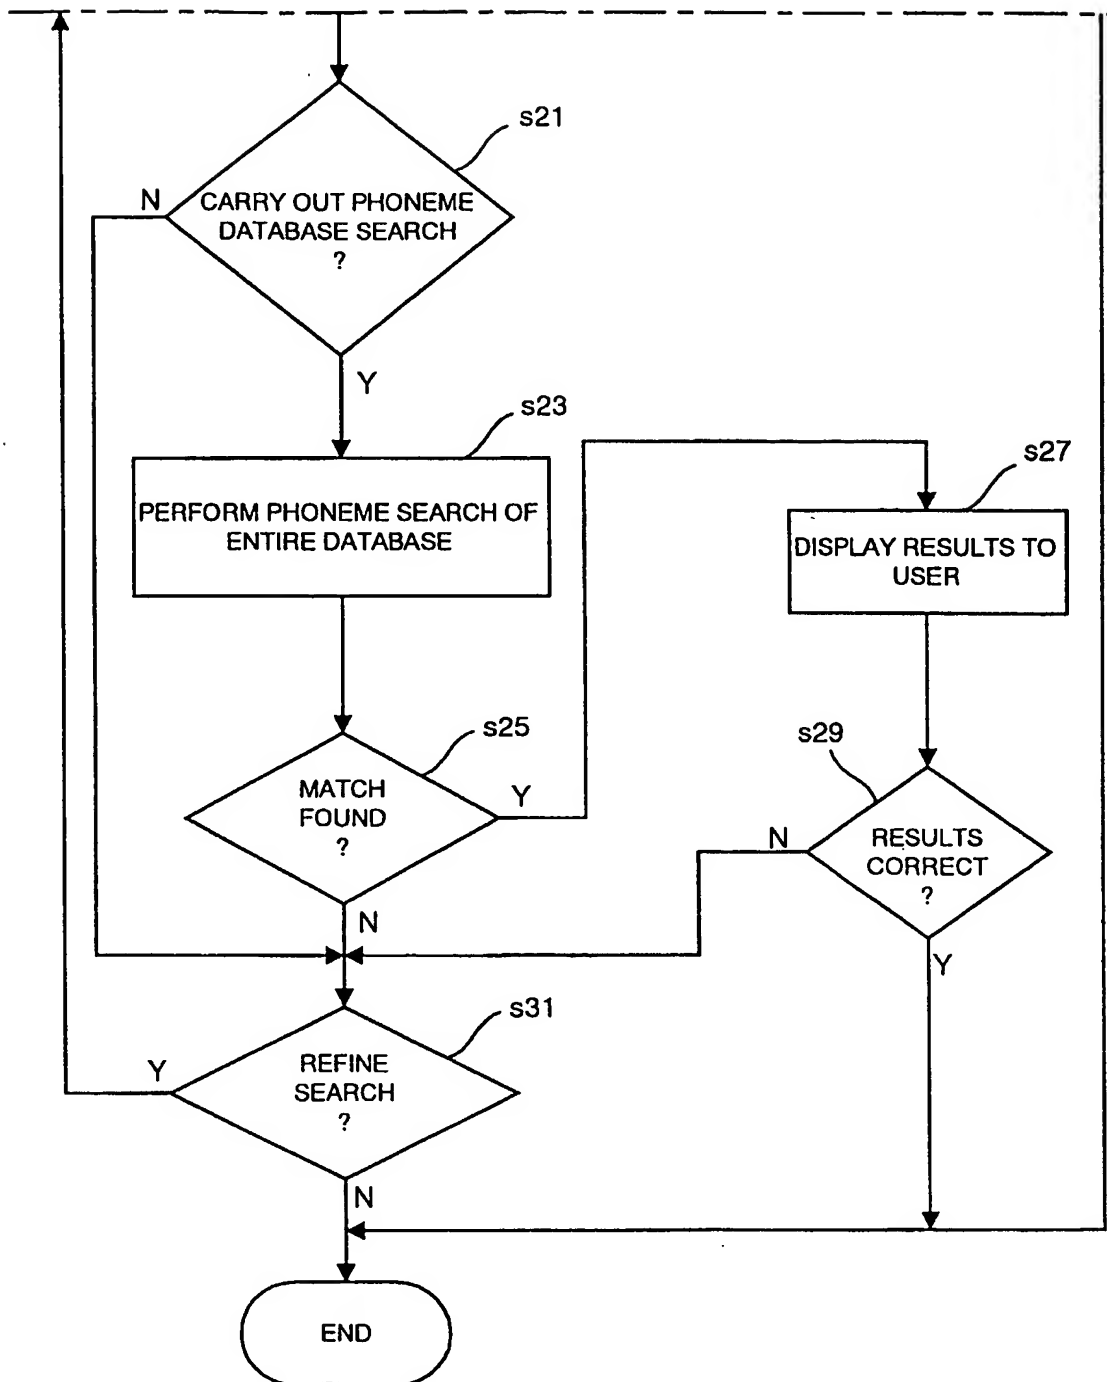 s21
N
CARRY OUT PHONEME
DATABASE SEARCH
?
Y
s23
PERFORM PHONEME SEARCH OF
ENTIRE DATABASE
s27
DISPLAY RESULTS TO
USER
s25
MATCH
FOUND
?
Y
N
s29
N
RESULTS
CORRECT
?
Y
s31
Y
REFINE
SEARCH
?
N
END